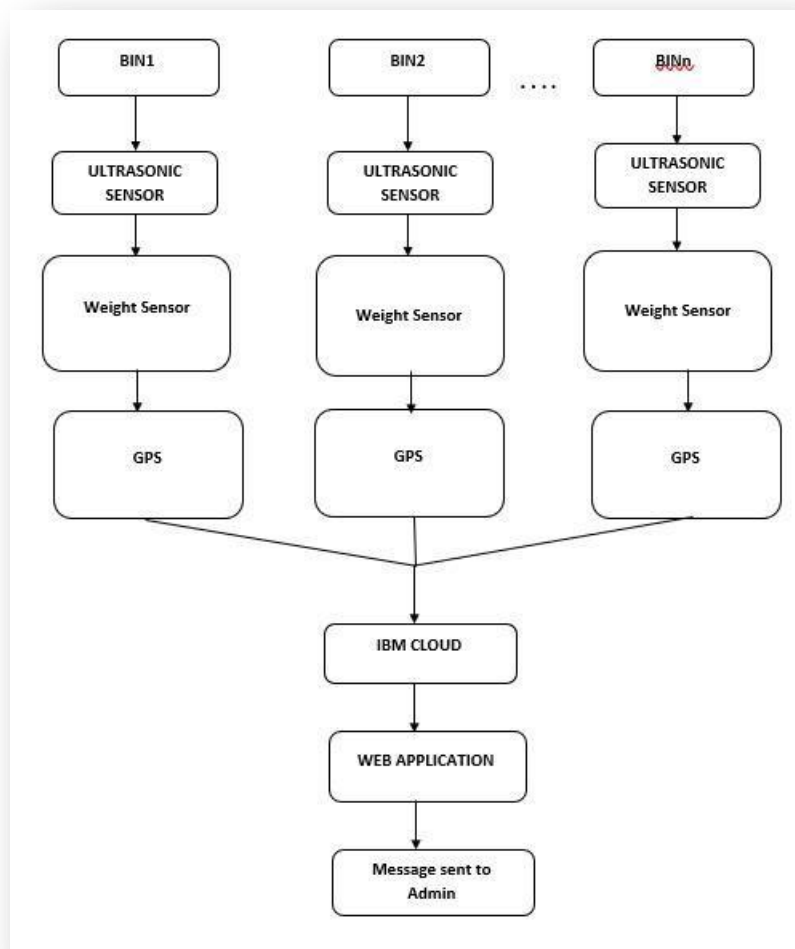 BIN1
BIN2
....
BINn
ULTRASONIC
SENSOR
ULTRASONIC
SENSOR
ULTRASONIC
SENSOR
Weight Sensor
Weight Sensor
Weight Sensor
GPS
GPS
GPS
IBM CLOUD
WEB APPLICATION
Message sent to
Admin